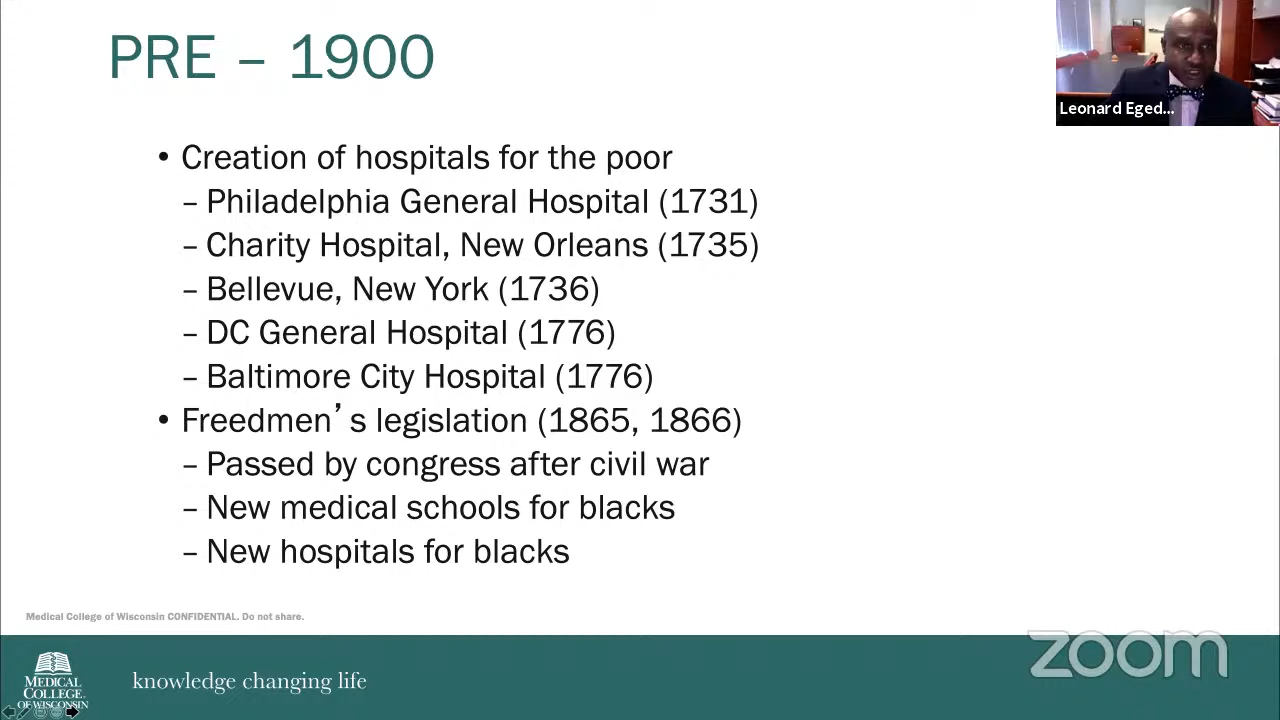 PRE – 1900
Leonard Eged...
• Creation of hospitals for the poor
– Philadelphia General Hospital (1731)
– Charity Hospital, New Orleans (1735)
– Bellevue, New York (1736)
– DC General Hospital (1776)
– Baltimore City Hospital (1776)
• Freedmen’s legislation (1865, 1866)
– Passed by congress after civil war
– New medical schools for blacks
– New hospitals for blacks
Medical College of Wisconsin CONFIDENTIAL. Do not share.
zoom
MEDICAL
COLLEGE
OF WISCONSIN
knowledge changing life